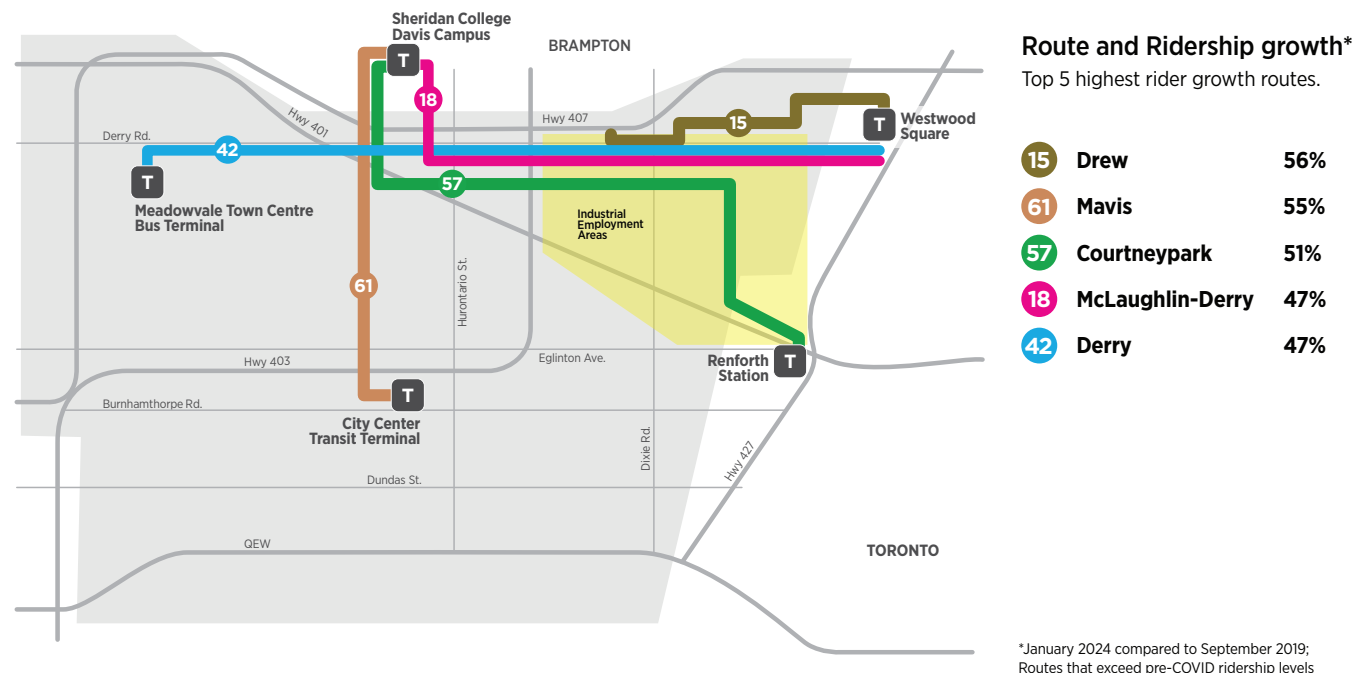 Sheridan College
Davis Campus
T
BRAMPTON
18
Hwy 401
Hwy 407
15
T
Westwood
Square
Derry Rd.
42
T
57
Meadowvale Town Centre
Bus Terminal
Industrial
Employment
Areas
61
Hurontario St.
Hwy 403
Eglinton Ave.
Renforth
Station
T
Burnhamthorpe Rd.
T
City Center
Transit Terminal
Dixie Rd.
Hwy 427
Dundas St.
QEW
TORONTO
Route and Ridership growth*
Top 5 highest rider growth routes.
15 Drew 56%
61 Mavis 55%
57 Courtneypark 51%
18 McLaughlin-Derry 47%
42 Derry 47%
*January 2024 compared to September 2019;
Routes that exceed pre-COVID ridership levels